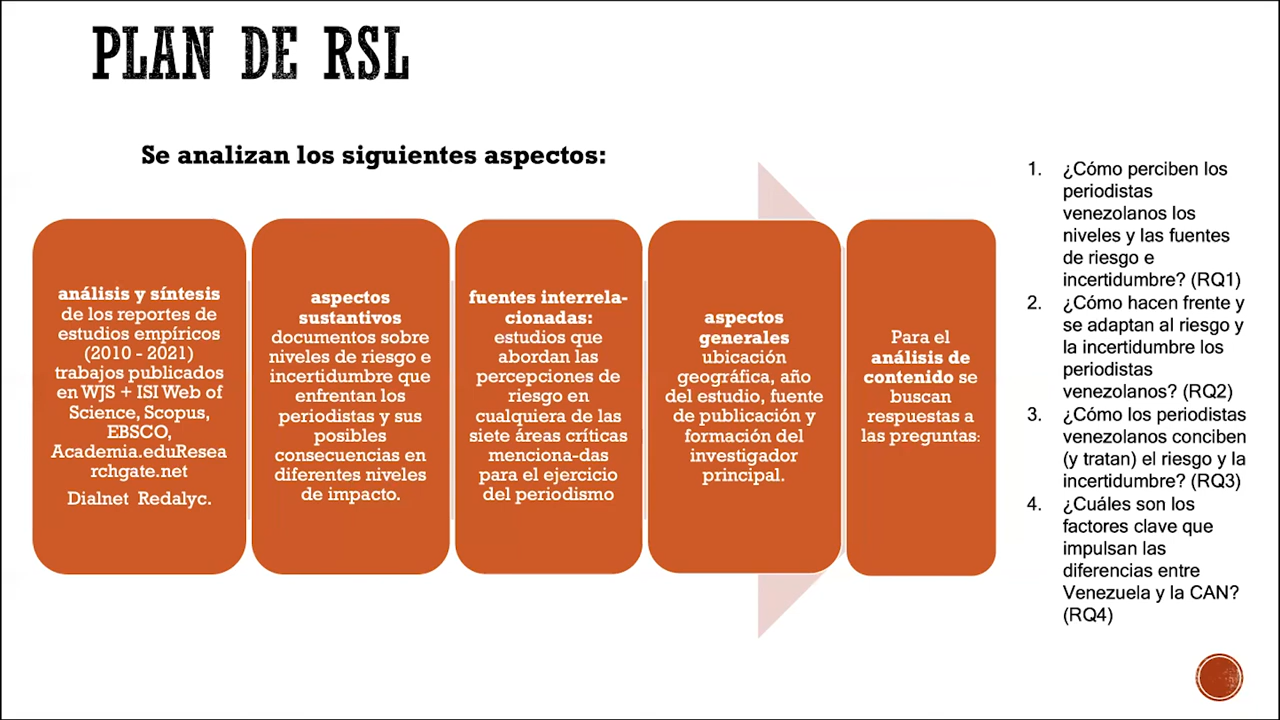 PLAN DE RSL
Se analizan los siguientes aspectos:
análisis y síntesis
de los reportes de
estudios empíricos
(2010 - 2021)
trabajos publicados
en WJS + ISI Web of
Science, Scopus,
EBSCO,
Academia.eduResea
rchgate.net
Dialnet Redalyc.
aspectos
sustantivos
documentos sobre
niveles de riesgo e
incertidumbre que
enfrentan los
periodistas y sus
posibles
consecuencias en
diferentes niveles
de impacto.
fuentes interrela-
cionadas:
estudios que
abordan las
percepciones de
riesgo en
cualquiera de las
siete áreas críticas
menciona-das
para el ejercicio
del periodismo
aspectos
generales
ubicación
geográfica, año
del estudio, fuente
de publicación y
formación del
investigador
principal.
Para el
análisis de
contenido se
buscan
respuestas a
las preguntas:
1. ¿Cómo perciben los
periodistas
venezolanos los
niveles y las fuentes
de riesgo e
incertidumbre? (RQ1)
2. ¿Cómo hacen frente y
se adaptan al riesgo y
la incertidumbre los
periodistas
venezolanos? (RQ2)
3. ¿Cómo los periodistas
venezolanos conciben
(y tratan) el riesgo y la
incertidumbre? (RQ3)
4. ¿Cuáles son los
factores clave que
impulsan las
diferencias entre
Venezuela y la CAN?
(RQ4)